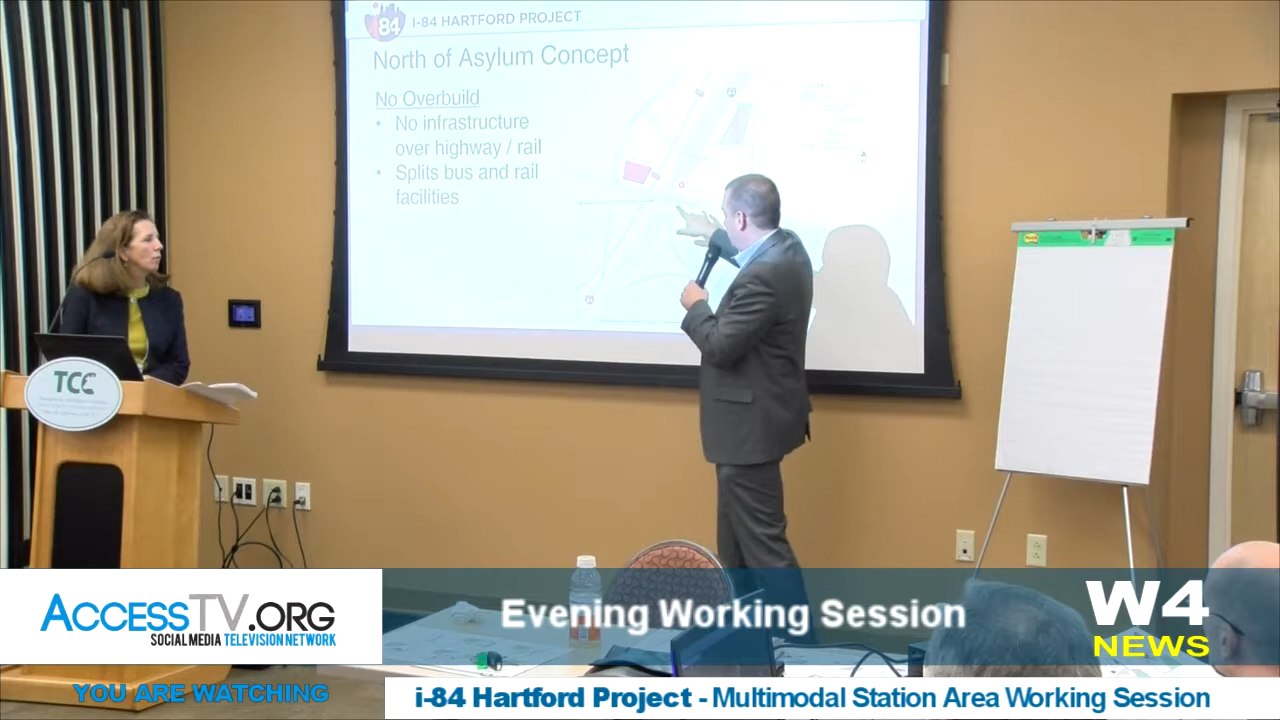 84 I-84 HARTFORD PROJECT
North of Asylum Concept
No Overbuild
• No infrastructure
over highway / rail
• Splits bus and rail
facilities
TCC
ACCESSTV.ORG
SOCIAL MEDIA TELEVISION NETWORK
Evening Working Session
W4
NEWS
YOU ARE WATCHING
i-84 Hartford Project - Multimodal Station Area Working Session